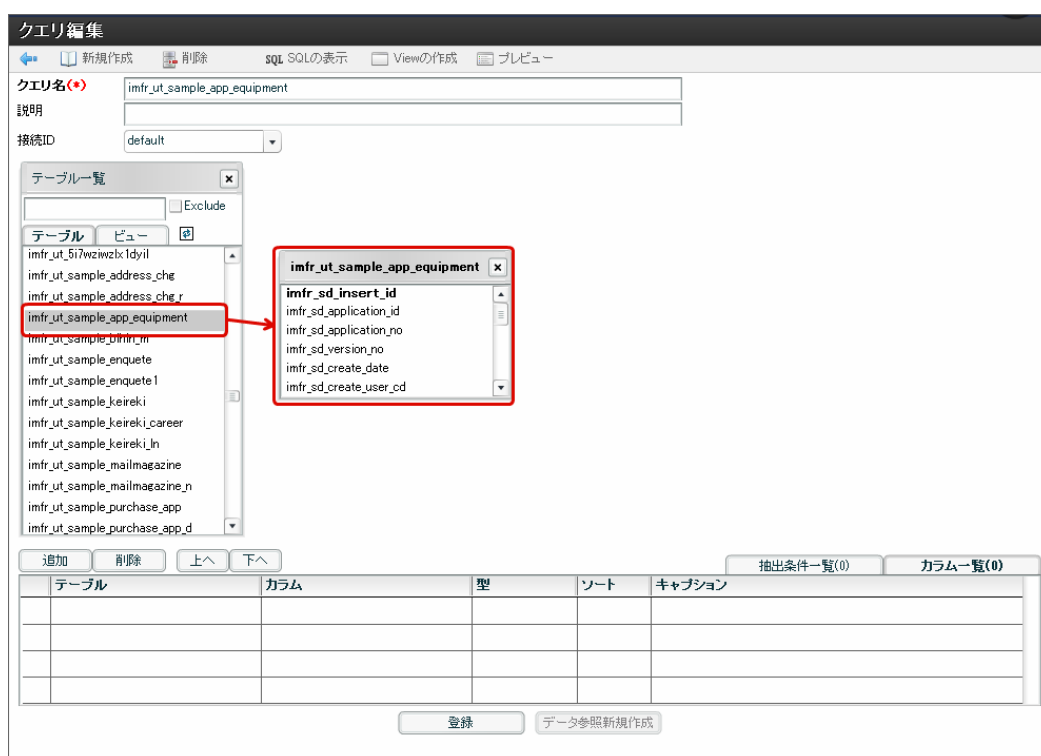 クエリ編集
新規作成 削除 SQL SQLの表示 Viewの作成 プレビュー
クエリ名(*) imfr_ut_sample_app_equipment
説明
接続ID default
テーブル一覧
Exclude
テーブル ビュー
imfr_ut_5i7wziwzlx1dyil
imfr_ut_sample_address_chg
imfr_ut_sample_address_chg_r
imfr_ut_sample_app_equipment
imfr_ut_sample_bihin_m
imfr_ut_sample_enquete
imfr_ut_sample_enquete1
imfr_ut_sample_keireki
imfr_ut_sample_keireki_career
imfr_ut_sample_keireki_ln
imfr_ut_sample_mailmagazine
imfr_ut_sample_mailmagazine_n
imfr_ut_sample_purchase_app
imfr_ut_sample_purchase_app_d
imfr_ut_sample_app_equipment
imfr_sd_insert_id
imfr_sd_application_id
imfr_sd_application_no
imfr_sd_version_no
imfr_sd_create_date
imfr_sd_create_user_cd
追加 削除 上へ 下へ 抽出条件一覧(0) カラム一覧(0)
テーブル カラム 型 ソート キャプション
登録 データ参照新規作成